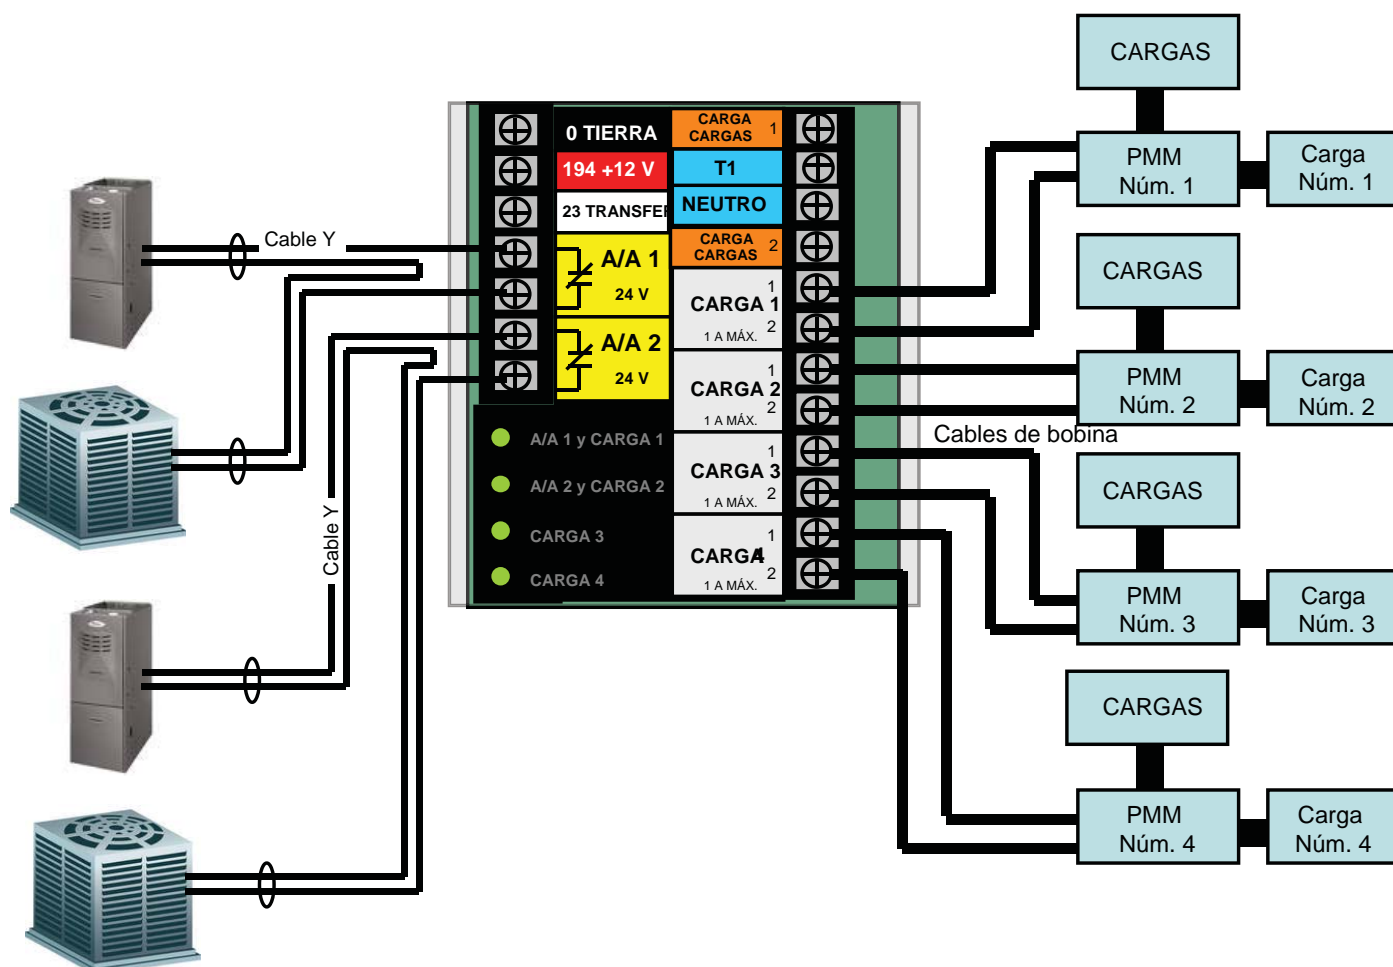 0 TIERRA
194 +12 V
23 TRANSFER
A/A 1
24 V
A/A 2
24 V
A/A 1 y CARGA 1
A/A 2 y CARGA 2
CARGA 3
CARGA 4
CARGA
CARGAS 1
T1
NEUTRO
CARGA
CARGAS 2
1
CARGA 1
2
1 A MÁX.
1
CARGA 2
2
1 A MÁX.
1
CARGA 3
2
1 A MÁX.
1
CARGA4
2
1 A MÁX.
Cable Y
Cable Y
Cables de bobina
CARGAS
PMM
Núm. 1
Carga
Núm. 1
CARGAS
PMM
Núm. 2
Carga
Núm. 2
CARGAS
PMM
Núm. 3
Carga
Núm. 3
CARGAS
PMM
Núm. 4
Carga
Núm. 4